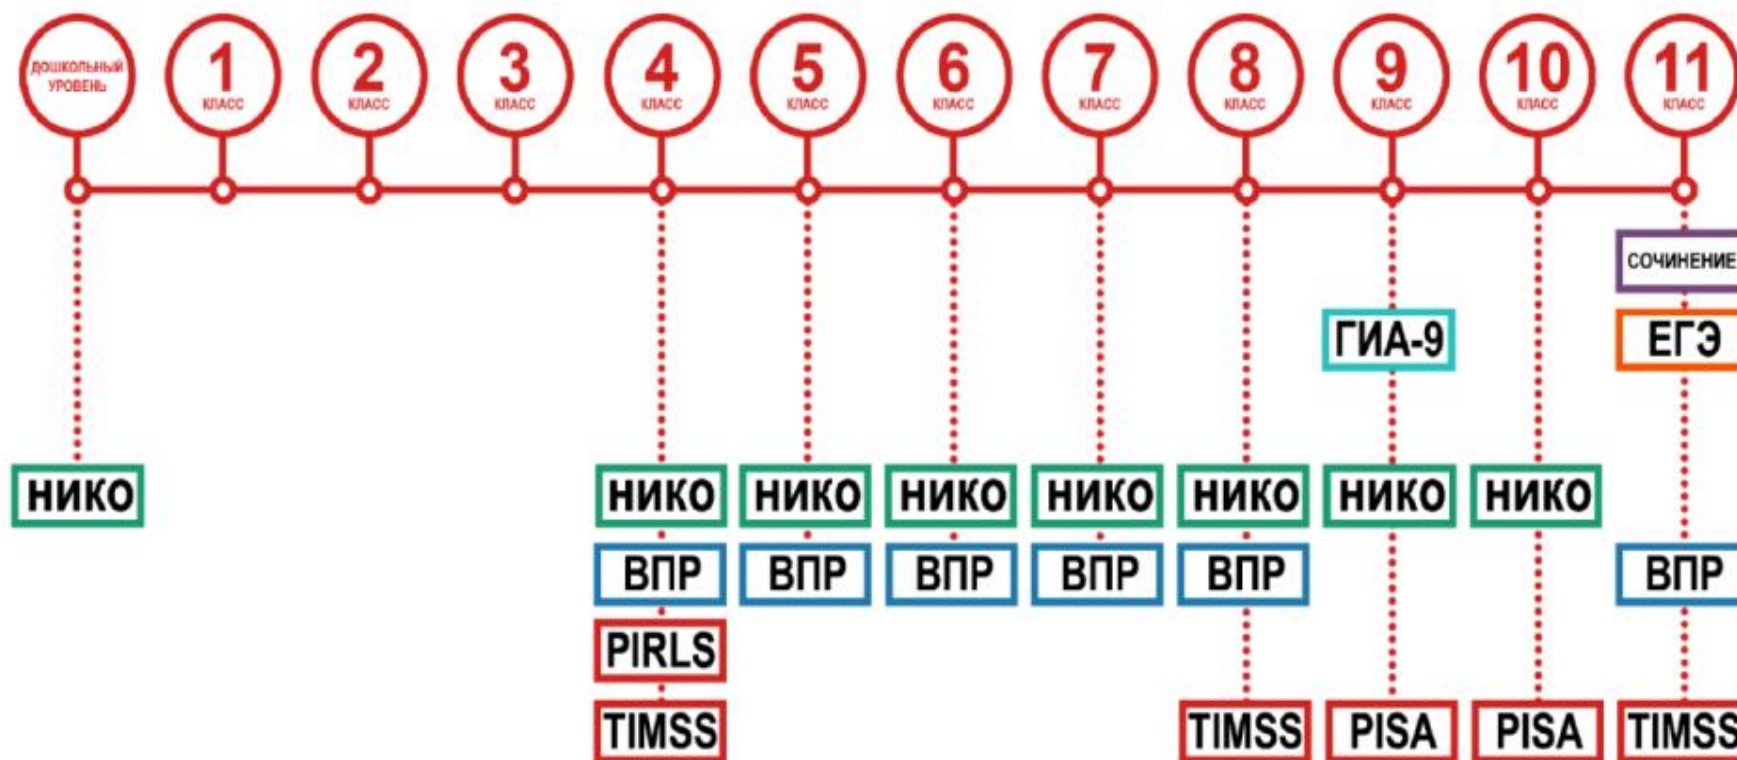 ДОШКОЛЬНЫЙ
УРОВЕНЬ
1
КЛАСС
2
КЛАСС
3
КЛАСС
4
КЛАСС
5
КЛАСС
6
КЛАСС
7
КЛАСС
8
КЛАСС
9
КЛАСС
10
КЛАСС
11
КЛАСС
СОЧИНЕНИЕ
ГИА-9 ЕГЭ
НИКО НИКО НИКО НИКО НИКО НИКО НИКО НИКО
ВПР ВПР ВПР ВПР ВПР ВПР
PIRLS
TIMSS TIMSS PISA PISA TIMSS